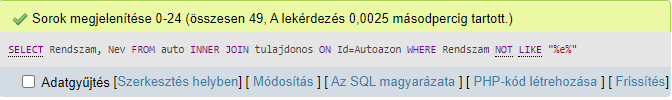 Sorok megjelenítése 0-24 (összesen 49, A lekérdezés 0,0025 másodpercig tartott.)
SELECT Rendszam, Nev FROM auto INNER JOIN tulajdonos ON Id=Autoazon WHERE Rendszam NOT LIKE "%e%"
Adatgyűjtés [Szerkesztés helyben] [ Módosítás ] [ Az SQL magyarázata ] [ PHP-kód létrehozása ] [ Frissítés]